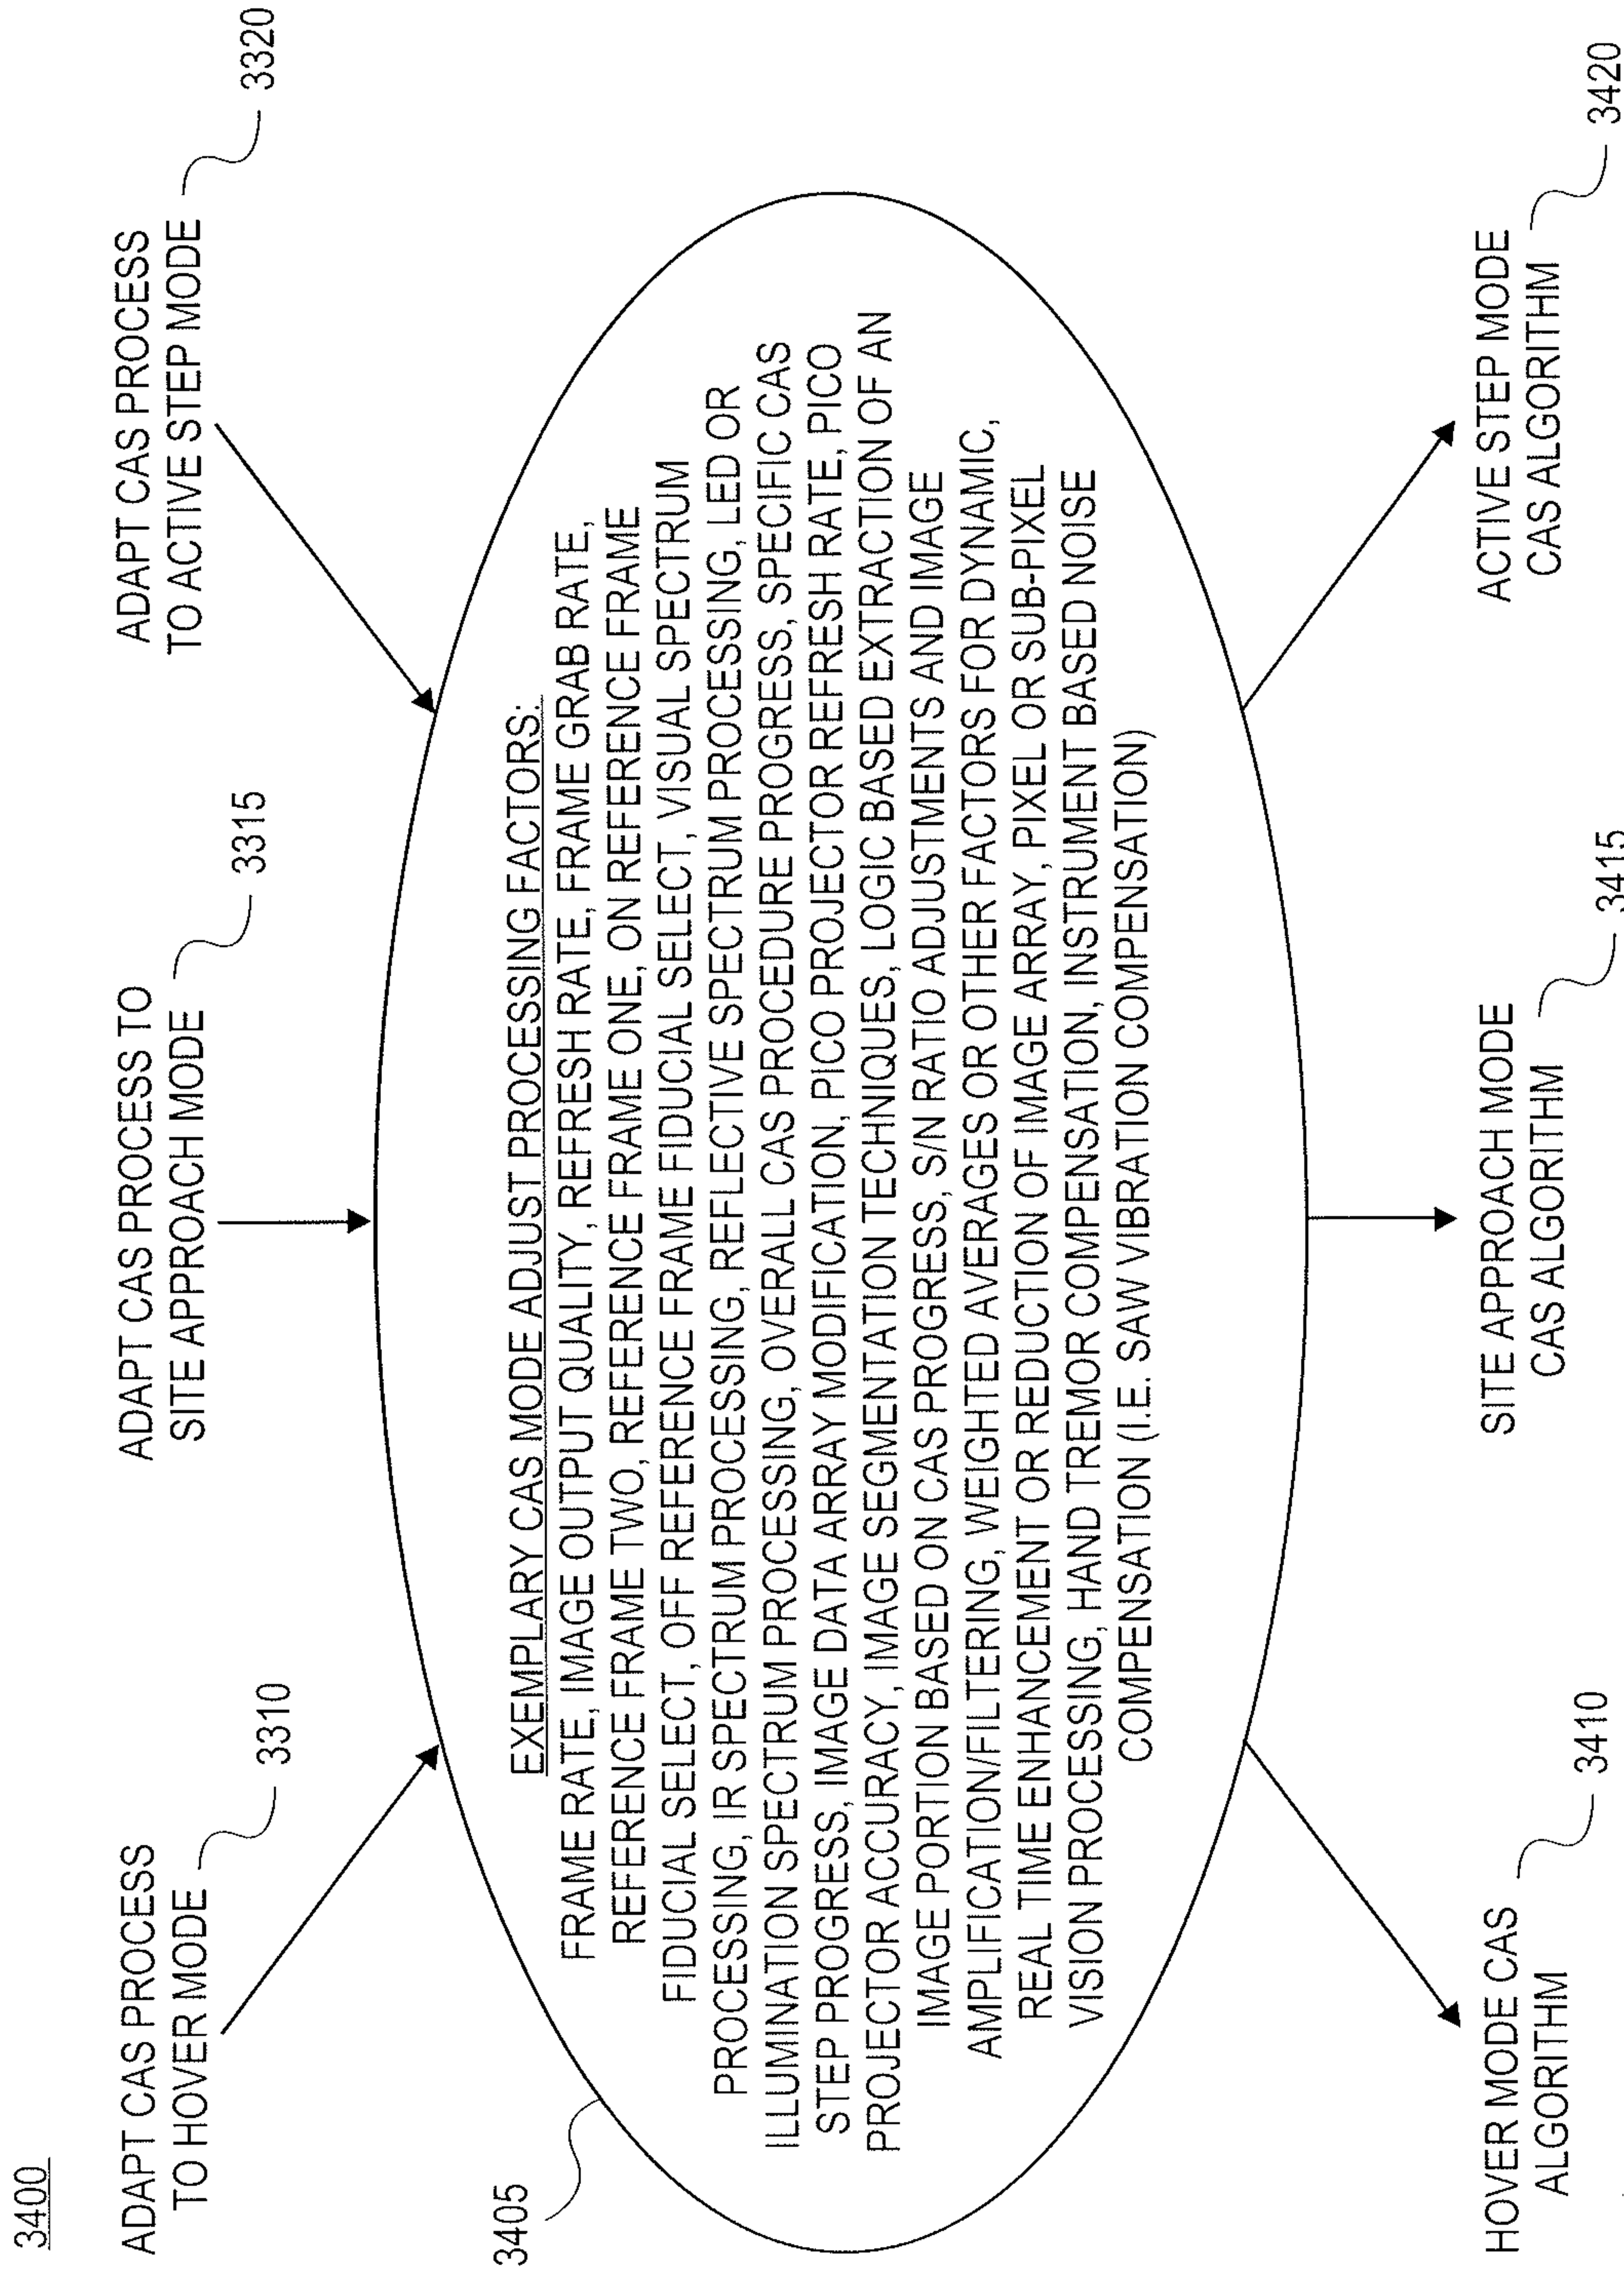 3400
ADAPT CAS PROCESS
TO HOVER MODE
3310
ADAPT CAS PROCESS TO
SITE APPROACH MODE
3315
ADAPT CAS PROCESS
TO ACTIVE STEP MODE
3320
3405
EXEMPLARY CAS MODE ADJUST PROCESSING FACTORS:
FRAME RATE, IMAGE OUTPUT QUALITY, REFRESH RATE, FRAME GRAB RATE,
REFERENCE FRAME TWO, REFERENCE FRAME ONE, ON REFERENCE FRAME
FIDUCIAL SELECT, OFF REFERENCE FRAME FIDUCIAL SELECT, VISUAL SPECTRUM
PROCESSING, IR SPECTRUM PROCESSING, REFLECTIVE SPECTRUM PROCESSING, LED OR
ILLUMINATION SPECTRUM PROCESSING, OVERALL CAS PROCEDURE PROGRESS, SPECIFIC CAS
STEP PROGRESS, IMAGE DATA ARRAY MODIFICATION, PICO PROJECTOR REFRESH RATE, PICO
PROJECTOR ACCURACY, IMAGE SEGMENTATION TECHNIQUES, LOGIC BASED EXTRACTION OF AN
IMAGE PORTION BASED ON CAS PROGRESS, S/N RATIO ADJUSTMENTS AND IMAGE
AMPLIFICATION/FILTERING, WEIGHTED AVERAGES OR OTHER FACTORS FOR DYNAMIC,
REAL TIME ENHANCEMENT OR REDUCTION OF IMAGE ARRAY, PIXEL OR SUB-PIXEL
VISION PROCESSING, HAND TREMOR COMPENSATION, INSTRUMENT BASED NOISE
COMPENSATION (I.E. SAW VIBRATION COMPENSATION)
HOVER MODE CAS
ALGORITHM
3410
SITE APPROACH MODE
CAS ALGORITHM
3415
ACTIVE STEP MODE
CAS ALGORITHM
3420